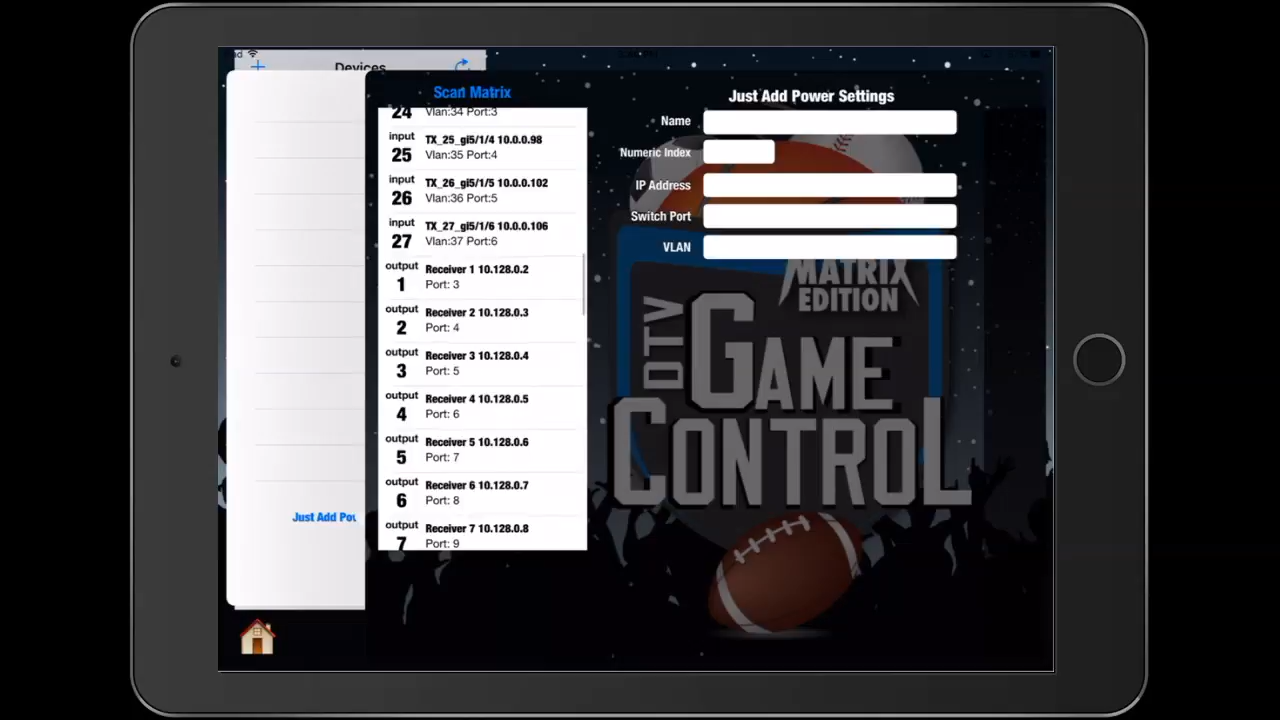 Devices
Scan Matrix
24
Vlan:34 Port:3
input
25
TX_25_gi5/1/4 10.0.0.98
Vlan:35 Port:4
input
26
TX_26_gi5/1/5 10.0.0.102
Vlan:36 Port:5
input
27
TX_27_gi5/1/6 10.0.0.106
Vlan:37 Port:6
output
1
Receiver 1 10.128.0.2
Port: 3
output
2
Receiver 2 10.128.0.3
Port: 4
output
3
Receiver 3 10.128.0.4
Port: 5
output
4
Receiver 4 10.128.0.5
Port: 6
output
5
Receiver 5 10.128.0.6
Port: 7
output
6
Receiver 6 10.128.0.7
Port: 8
output
7
Receiver 7 10.128.0.8
Port: 9
Just Add Power Settings
Name
Numeric Index
IP Address
Switch Port
VLAN
MATRIX
EDITION
DTV
GAME
CONTROL
Just Add